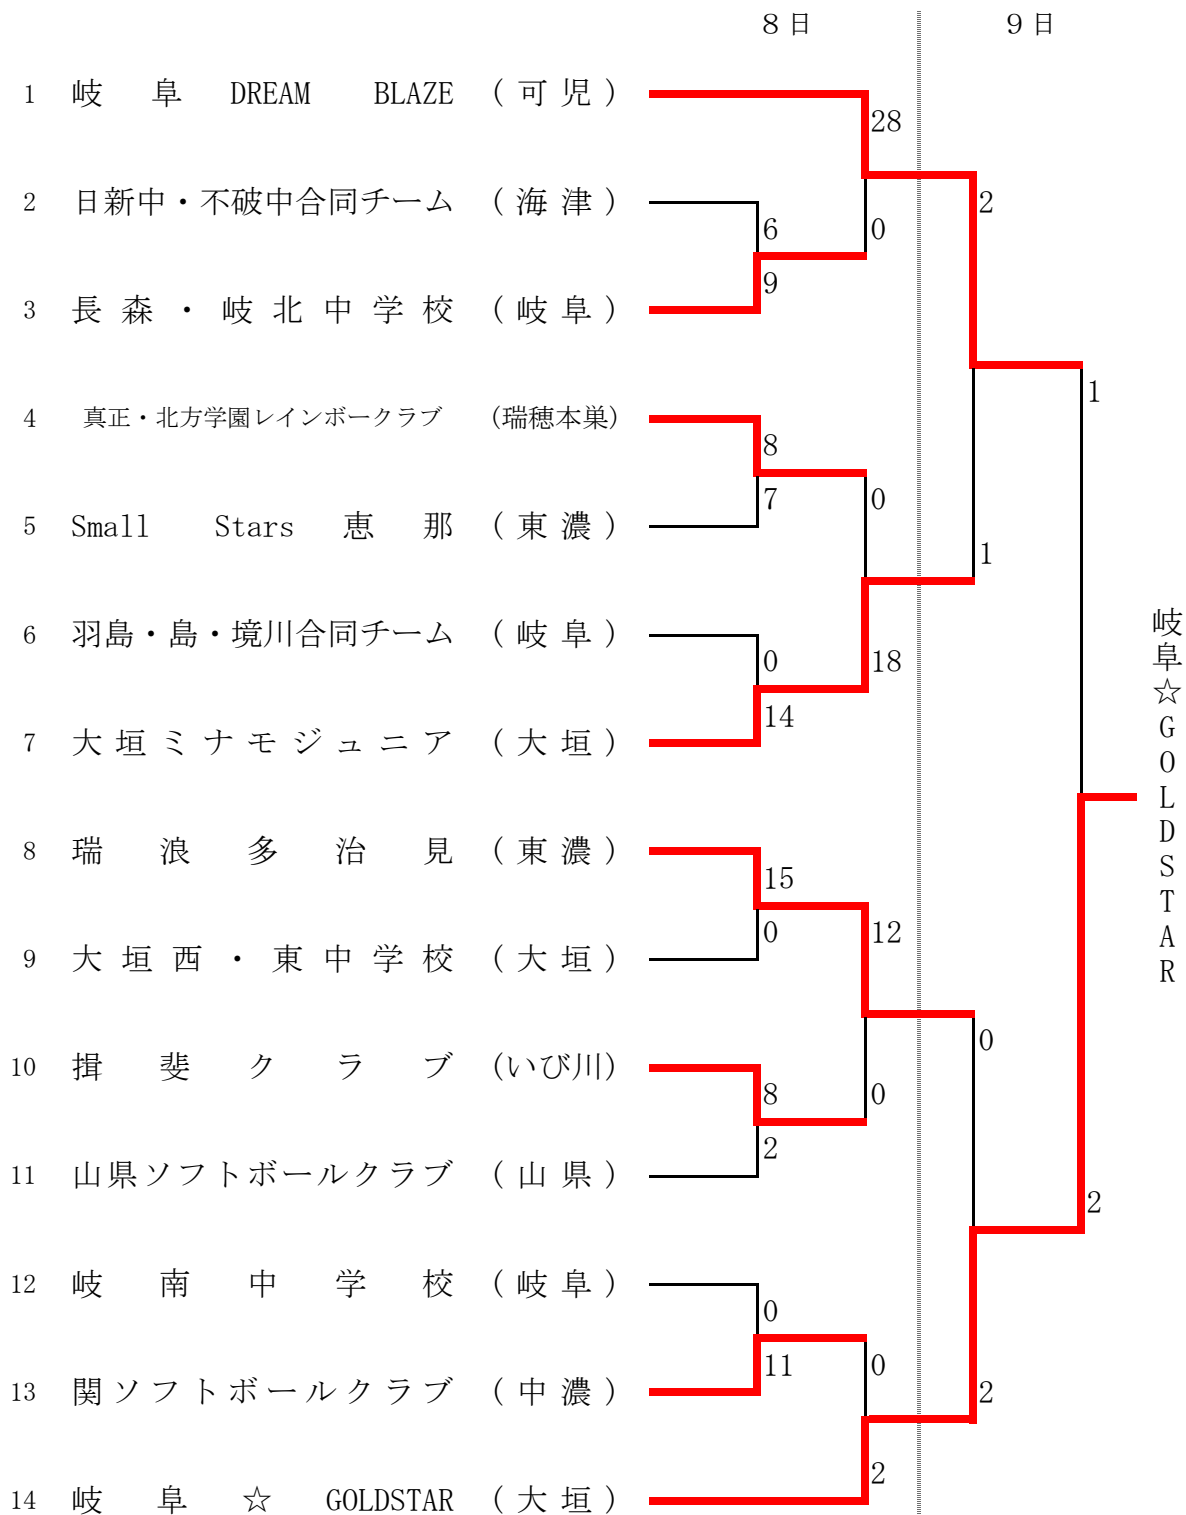 8日 9日
1 岐阜 DREAM BLAZE (可児)
28
2 日新中・不破中合同チーム (海津)
2
6 0
9
3 長森・岐北中学校 (岐阜)
1
4 真正・北方学園レインボークラブ (瑞穂本巣)
8
7 0
5 Small Stars 恵那 (東濃)
1
6 羽島・島・境川合同チーム (岐阜)
0 18
14
7 大垣ミナモジュニア (大垣)
岐阜☆GOLDSTAR
8 瑞浪多治見 (東濃)
15
0 12
9 大垣西・東中学校 (大垣)
0
10 揖斐クラブ (いび川)
8 0
2
11 山県ソフトボールクラブ (山県)
2
12 岐南中学校 (岐阜)
0
11 0
13 関ソフトボールクラブ (中濃)
2
2
14 岐阜☆ GOLDSTAR (大垣)